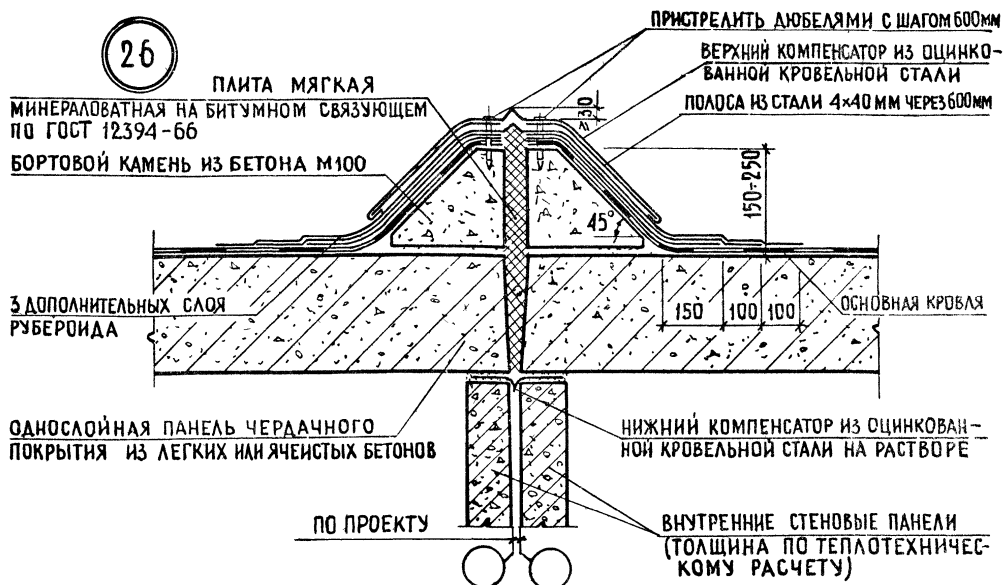 26
ПРИСТРЕЛИТЬ ДЮБЕЛЯМИ С ШАГОМ 600ММ
ВЕРХНИЙ КОМПЕНСАТОР ИЗ ОЦИНКО-
ВАННОЙ КРОВЕЛЬНОЙ СТАЛИ
ПОЛОСА ИЗ СТАЛИ 4×40 ММ ЧЕРЕЗ 600ММ
ПЛИТА МЯГКАЯ
МИНЕРАЛОВАТНАЯ НА БИТУМНОМ СВЯЗУЮЩЕМ
ПО ГОСТ 12394-66
БОРТОВОЙ КАМЕНЬ ИЗ БЕТОНА М100
≥30
150-250
45°
3 ДОПОЛНИТЕЛЬНЫХ СЛОЯ
РУБЕРОИДА
150
100
100
ОСНОВНАЯ КРОВЛЯ
ОДНОСЛОЙНАЯ ПАНЕЛЬ ЧЕРДАЧНОГО
ПОКРЫТИЯ ИЗ ЛЕГКИХ ИЛИ ЯЧЕИСТЫХ БЕТОНОВ
НИЖНИЙ КОМПЕНСАТОР ИЗ ОЦИНКОВАН-
НОЙ КРОВЕЛЬНОЙ СТАЛИ НА РАСТВОРЕ
ПО ПРОЕКТУ
ВНУТРЕННИЕ СТЕНОВЫЕ ПАНЕЛИ
(ТОЛЩИНА ПО ТЕПЛОТЕХНИЧЕС-
КОМУ РАСЧЕТУ)